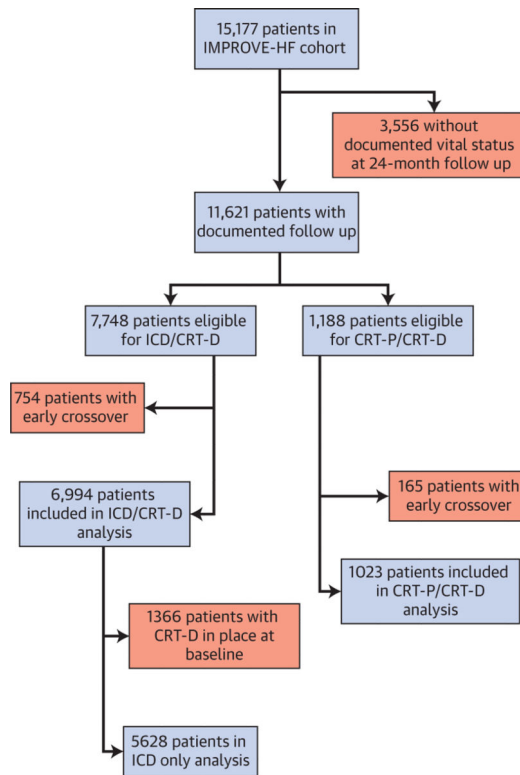 15,177 patients in
IMPROVE-HF cohort
3,556 without
documented vital status
at 24-month follow up
11,621 patients with
documented follow up
7,748 patients eligible
for ICD/CRT-D
1,188 patients eligible
for CRT-P/CRT-D
754 patients with
early crossover
6,994 patients
included in ICD/CRT-D
analysis
165 patients with
early crossover
1023 patients included
in CRT-P/CRT-D
analysis
1366 patients with
CRT-D in place at
baseline
5628 patients in
ICD only analysis